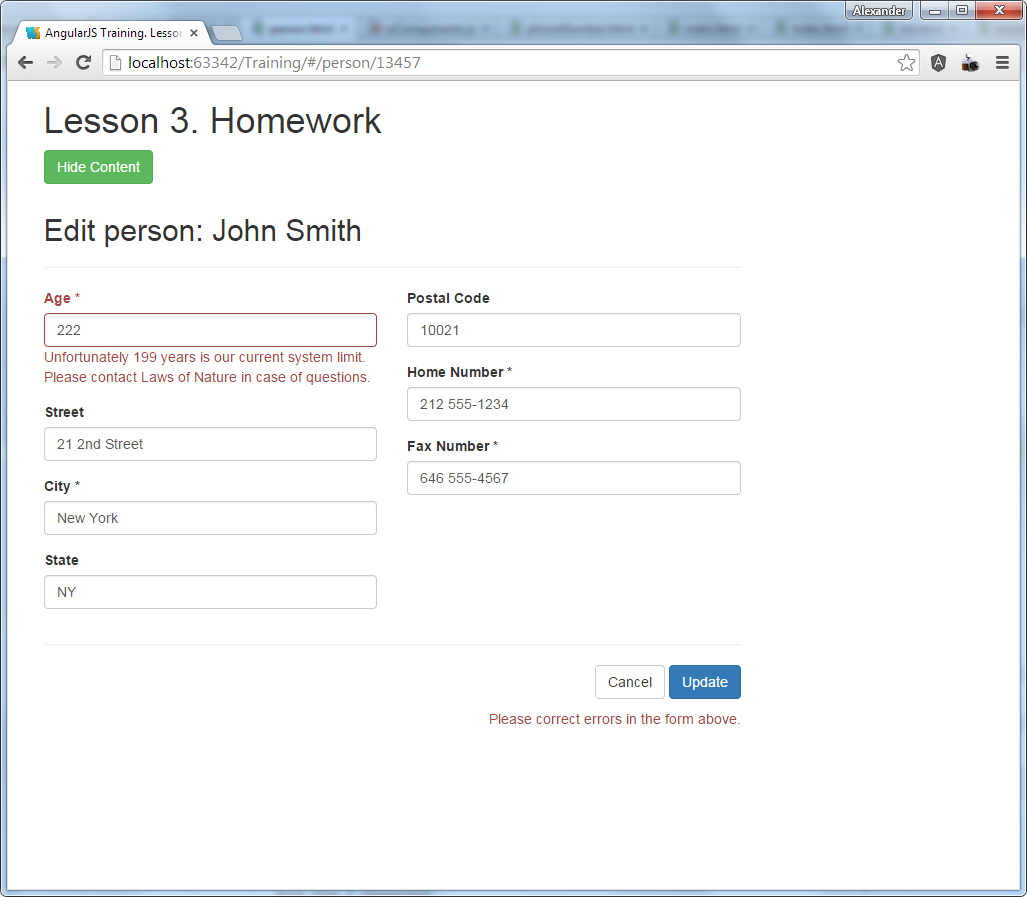 Alexander
AngularJS Training. Lesso
localhost:63342/Training/#/person/13457
Lesson 3. Homework
Hide Content
Edit person: John Smith
Age *
222
Unfortunately 199 years is our current system limit.
Please contact Laws of Nature in case of questions.
Street
21 2nd Street
City *
New York
State
NY
Postal Code
10021
Home Number *
212 555-1234
Fax Number *
646 555-4567
Cancel
Update
Please correct errors in the form above.